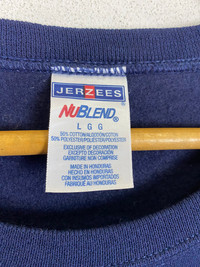 JERZEES
NUBLEND®
L G G
50% COTTON/ALGODON/COTON
50% POLYESTER/POLIESTER/POLYESTER
EXCLUSIVE OF DECORATION
EXCEPTO DECORACIÓN
GARNITURE NON COMPRISE
MADE IN HONDURAS
HECHO EN HONDURAS
CON INSUMOS IMPORTADOS
FABRIQUÉ AU HONDURAS